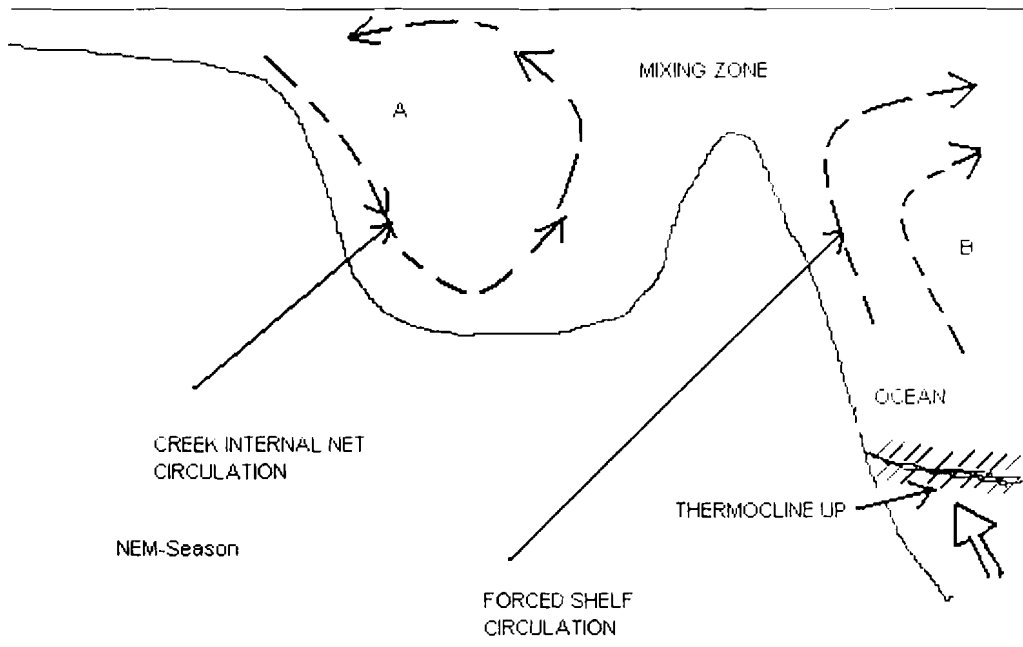 MIXING ZONE
A
B
OCEAN
CREEK INTERNAL NET
CIRCULATION
THERMOCLINE UP
NEM-Season
FORCED SHELF
CIRCULATION